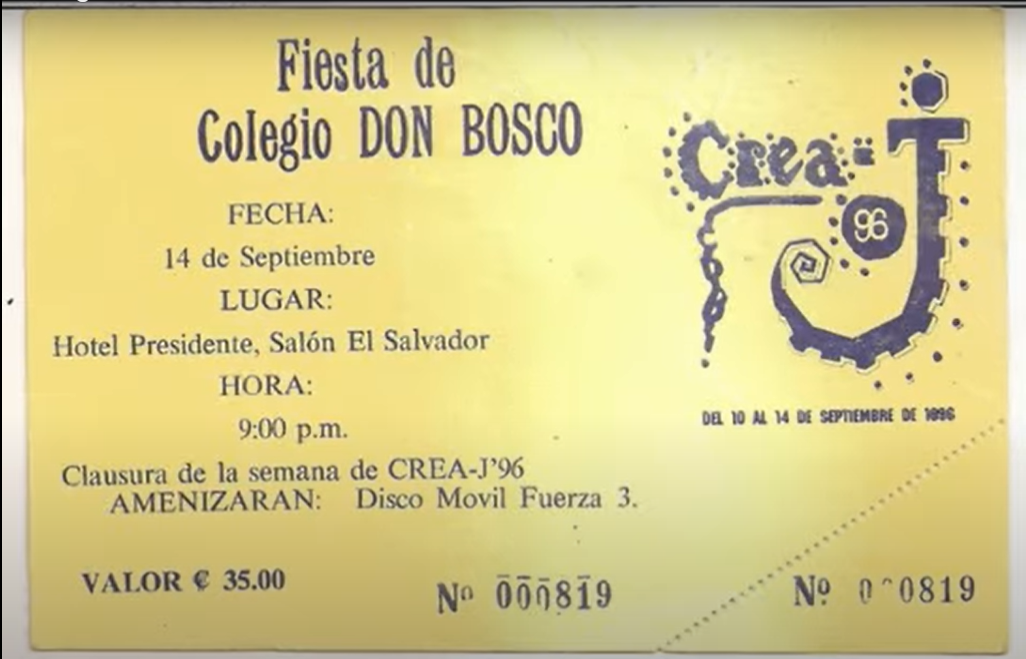 Fiesta de
Colegio DON BOSCO
FECHA:
14 de Septiembre
LUGAR:
Hotel Presidente, Salón El Salvador
HORA:
9:00 p.m.
Clausura de la semana de CREA-J'96
AMENIZARAN: Disco Movil Fuerza 3.
VALOR ₡ 35.00
Nº 000819
Crea-J
96
DEL 10 AL 14 DE SEPTIEMBRE DE 1996
Nº 000819